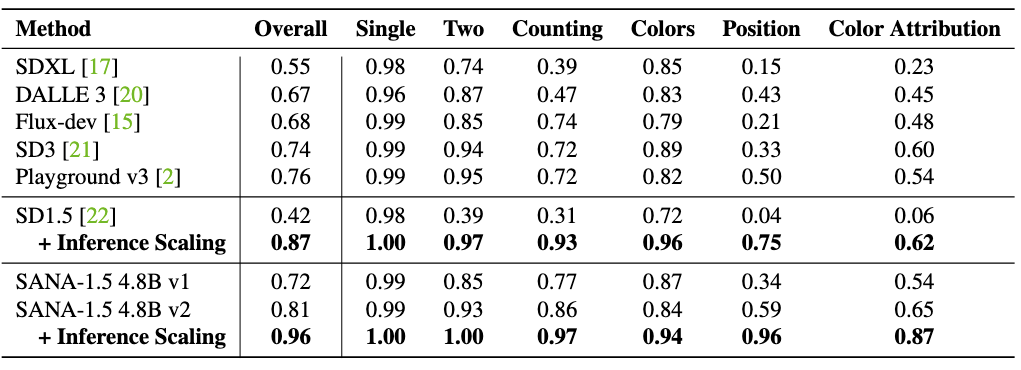 Method Overall Single Two Counting Colors Position Color Attribution
SDXL [17] 0.55 0.98 0.74 0.39 0.85 0.15 0.23
DALLE 3 [20] 0.67 0.96 0.87 0.47 0.83 0.43 0.45
Flux-dev [15] 0.68 0.99 0.85 0.74 0.79 0.21 0.48
SD3 [21] 0.74 0.99 0.94 0.72 0.89 0.33 0.60
Playground v3 [2] 0.76 0.99 0.95 0.72 0.82 0.50 0.54
SD1.5 [22] 0.42 0.98 0.39 0.31 0.72 0.04 0.06
+ Inference Scaling 0.87 1.00 0.97 0.93 0.96 0.75 0.62
SANA-1.5 4.8B v1 0.72 0.99 0.85 0.77 0.87 0.34 0.54
SANA-1.5 4.8B v2 0.81 0.99 0.93 0.86 0.84 0.59 0.65
+ Inference Scaling 0.96 1.00 1.00 0.97 0.94 0.96 0.87